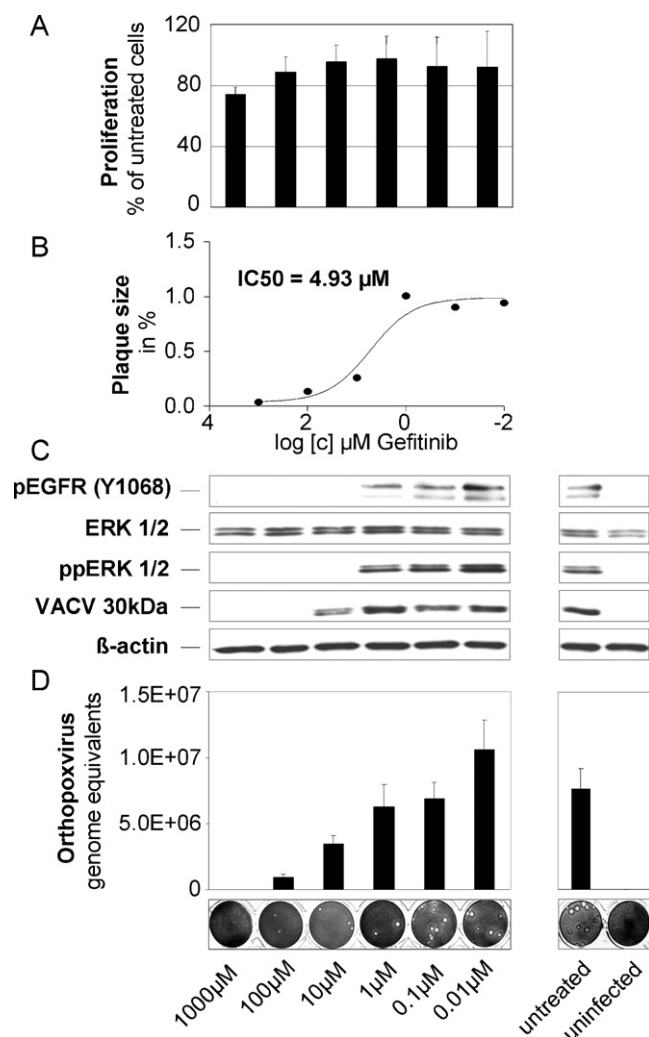 A
Proliferation
% of untreated cells
120
80
40
0
B
Plaque size
in %
1.5
1.0
0.5
0.0
IC50 = 4.93 µM
4
2
0
-2
log [c] µM Gefitinib
C
pEGFR (Y1068)
ERK 1/2
ppERK 1/2
VACV 30kDa
ß-actin
D
Orthopoxvirus
genome equivalents
1.5E+07
1.0E+07
5.0E+06
0
1000µM
100µM
10µM
1µM
0.1µM
0.01µM
untreated
uninfected